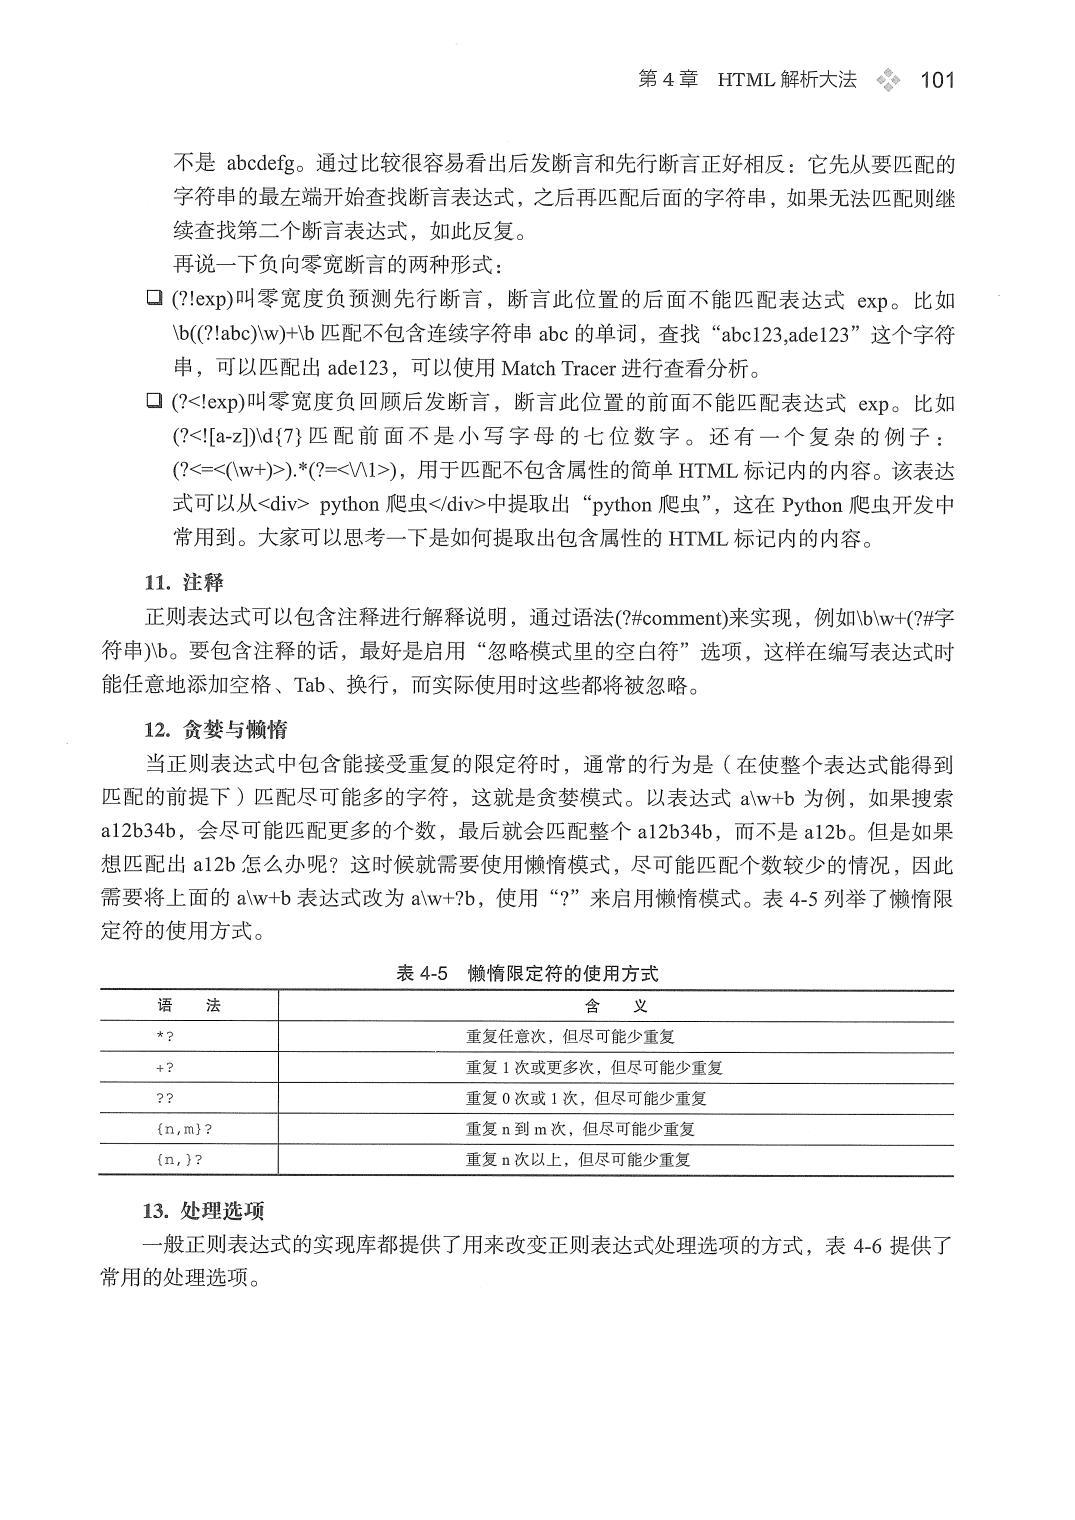 第 4 章 HTML 解析大法 101
不是 abcdefg。通过比较很容易看出后发断言和先行断言正好相反：它先从要匹配的
字符串的最左端开始查找断言表达式，之后再匹配后面的字符串，如果无法匹配则继
续查找第二个断言表达式，如此反复。
再说一下负向零宽断言的两种形式：
❑ (?!exp)叫零宽度负预测先行断言，断言此位置的后面不能匹配表达式 exp。比如
\b((?!abc)\w)+\b 匹配不包含连续字符串 abc 的单词，查找“abc123,ade123”这个字符
串，可以匹配出 ade123，可以使用 Match Tracer 进行查看分析。
❑ (?<!exp)叫零宽度负回顾后发断言，断言此位置的前面不能匹配表达式 exp。比如
(?<![a-z])\d{7}匹配前面不是小写字母的七位数字。还有一个复杂的例子：
(?<=<(\w+)>).*(?=<\/\1>)，用于匹配不包含属性的简单 HTML 标记内的内容。该表达
式可以从<div> python 爬虫</div>中提取出“python 爬虫”，这在 Python 爬虫开发中
常用到。大家可以思考一下是如何提取出包含属性的 HTML 标记内的内容。
11. 注释
正则表达式可以包含注释进行解释说明，通过语法(?#comment)来实现，例如\b\w+(?#字
符串)\b。要包含注释的话，最好是启用“忽略模式里的空白符”选项，这样在编写表达式时
能任意地添加空格、Tab、换行，而实际使用时这些都将被忽略。
12. 贪婪与懒惰
当正则表达式中包含能接受重复的限定符时，通常的行为是（在使整个表达式能得到
匹配的前提下）匹配尽可能多的字符，这就是贪婪模式。以表达式 a\w+b 为例，如果搜索
a12b34b，会尽可能匹配更多的个数，最后就会匹配整个 a12b34b，而不是 a12b。但是如果
想匹配出 a12b 怎么办呢？这时候就需要使用懒惰模式，尽可能匹配个数较少的情况，因此
需要将上面的 a\w+b 表达式改为 a\w+?b，使用“?”来启用懒惰模式。表 4-5 列举了懒惰限
定符的使用方式。
表 4-5 懒惰限定符的使用方式
语 法 含 义
*? 重复任意次，但尽可能少重复
+? 重复 1 次或更多次，但尽可能少重复
?? 重复 0 次或 1 次，但尽可能少重复
{n,m}? 重复 n 到 m 次，但尽可能少重复
{n,}? 重复 n 次以上，但尽可能少重复
13. 处理选项
一般正则表达式的实现库都提供了用来改变正则表达式处理选项的方式，表 4-6 提供了
常用的处理选项。